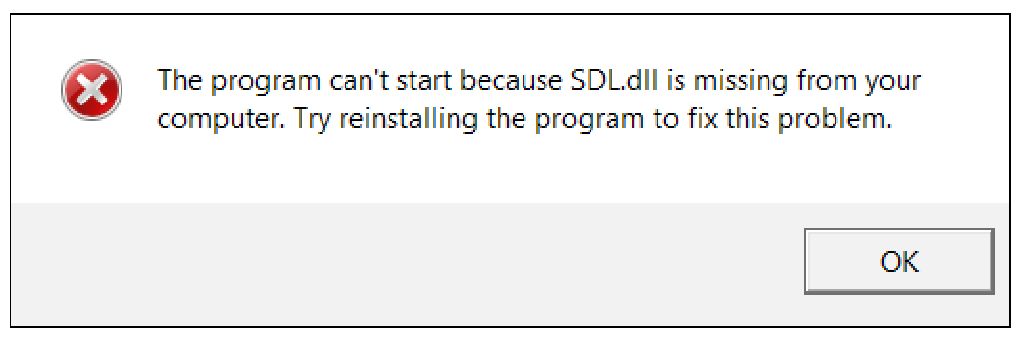 The program can't start because SDL.dll is missing from your
computer. Try reinstalling the program to fix this problem.
OK